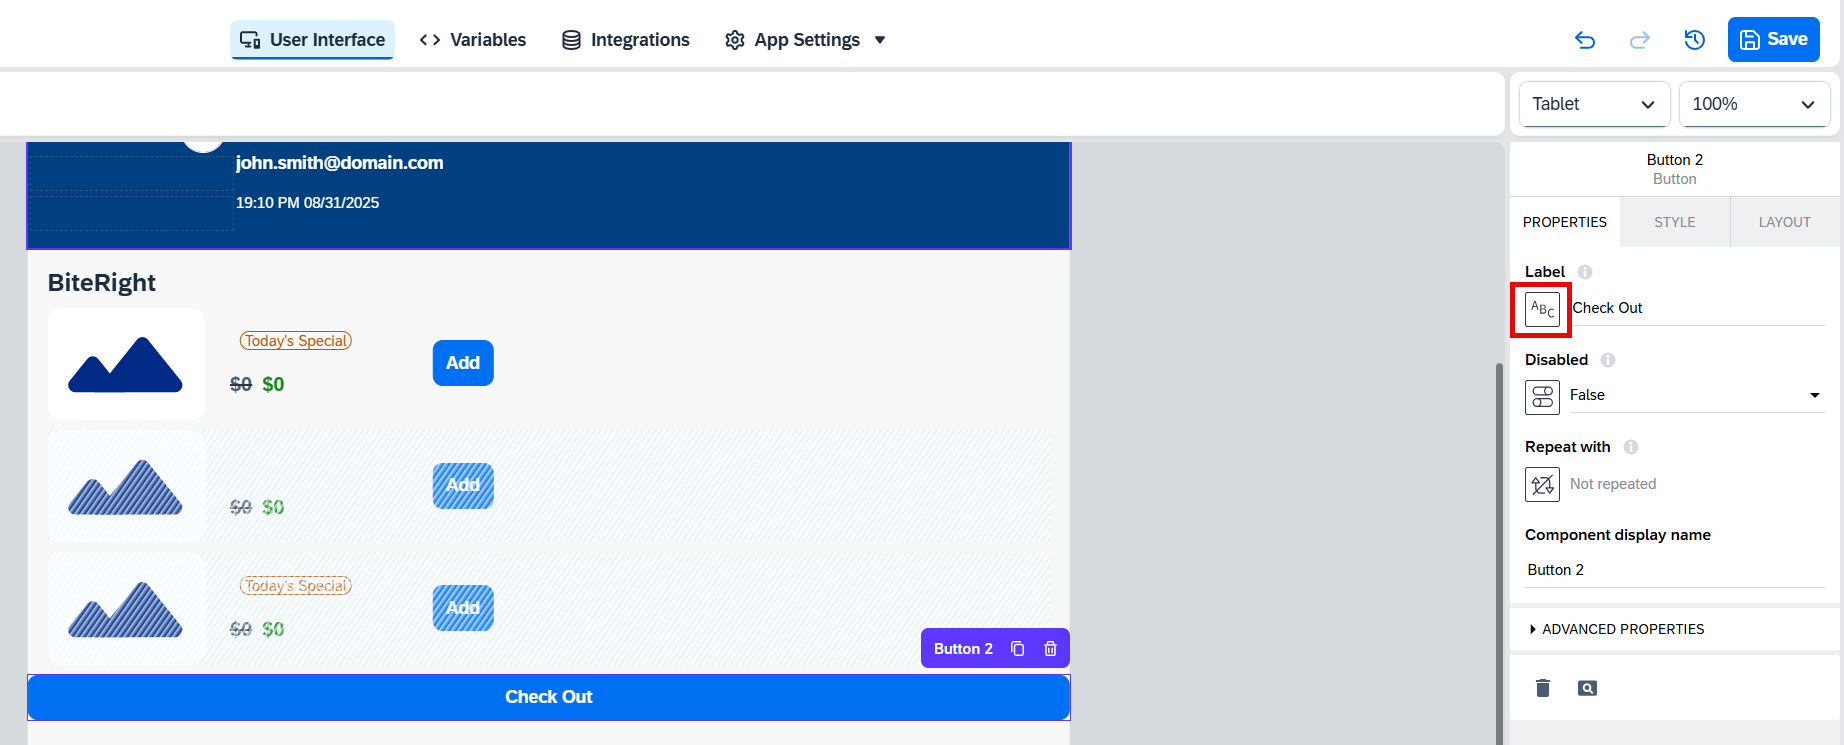 User Interface
Variables
Integrations
App Settings
Save
Tablet
100%
john.smith@domain.com
19:10 PM 08/31/2025
BiteRight
Today's Special
$0 $0
Add
$0 $0
Add
Today's Special
$0 $0
Add
Button 2
Check Out
Button 2
Button
PROPERTIES
STYLE
LAYOUT
Label
ABC
Check Out
Disabled
False
Repeat with
Not repeated
Component display name
Button 2
ADVANCED PROPERTIES